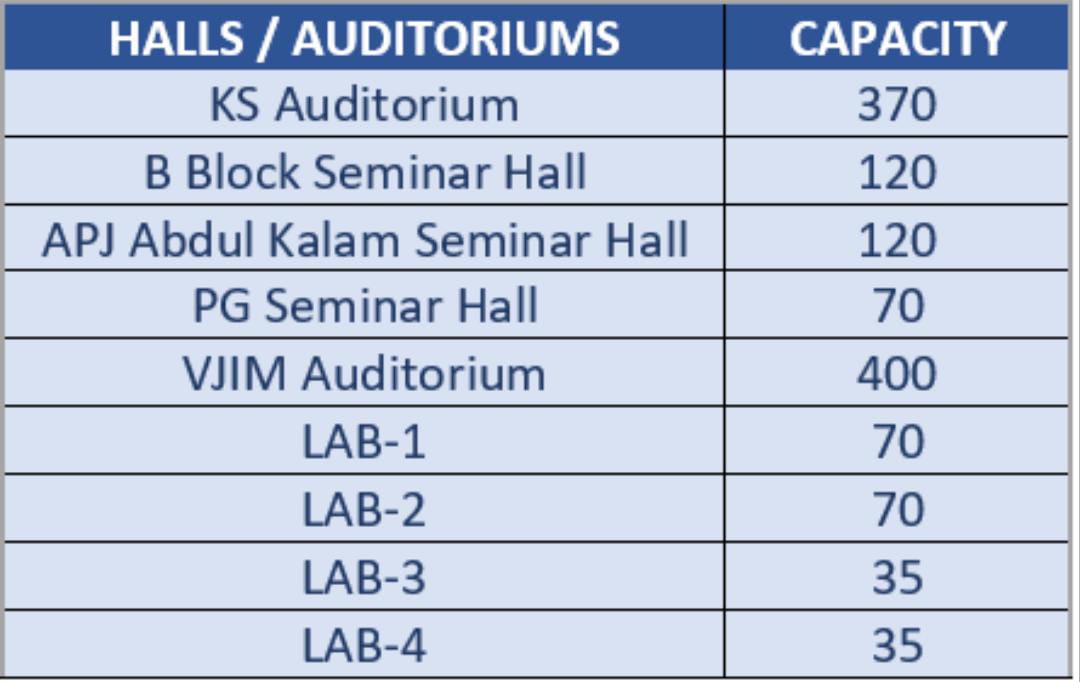 HALLS / AUDITORIUMS CAPACITY
KS Auditorium 370
B Block Seminar Hall 120
APJ Abdul Kalam Seminar Hall 120
PG Seminar Hall 70
VJIM Auditorium 400
LAB-1 70
LAB-2 70
LAB-3 35
LAB-4 35